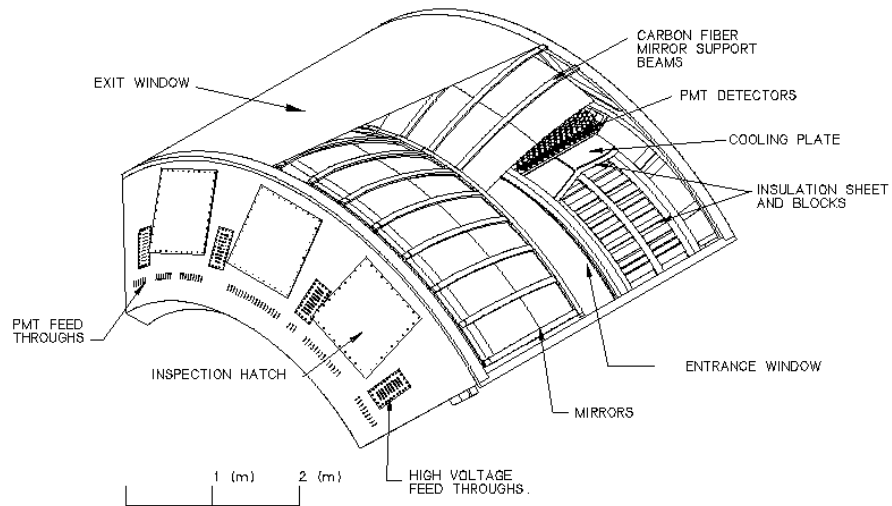 CARBON FIBER
MIRROR SUPPORT
BEAMS
EXIT WINDOW
PMT DETECTORS
COOLING PLATE
INSULATION SHEET
AND BLOCKS
PMT FEED
THROUGHS
INSPECTION HATCH
ENTRANCE WINDOW
MIRRORS
1 (m) 2 (m)
HIGH VOLTAGE
FEED THROUGHS.